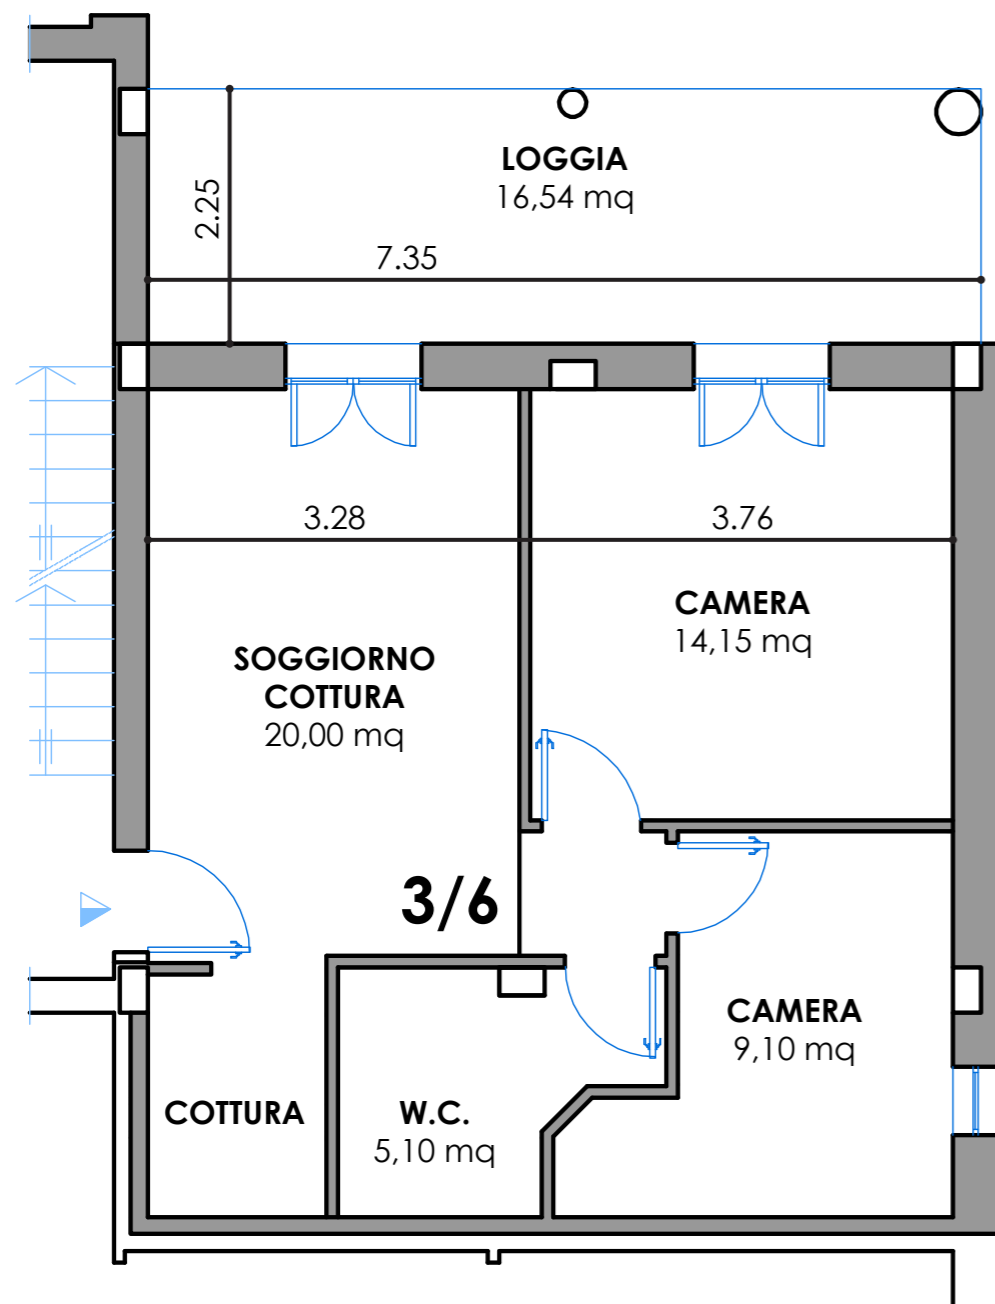 LOGGIA
16,54 mq
2.25
7.35
3.28
3.76
CAMERA
14,15 mq
SOGGIORNO
COTTURA
20,00 mq
3/6
CAMERA
9,10 mq
COTTURA
W.C.
5,10 mq